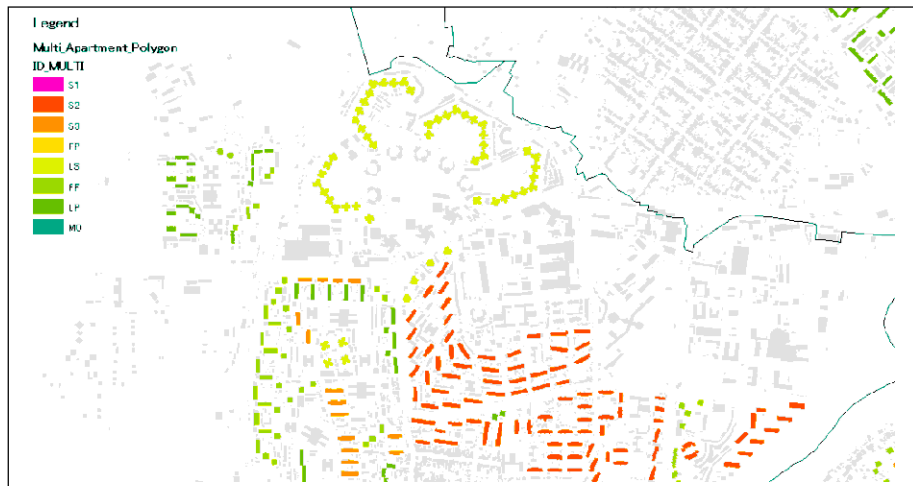 Legend
Multi_Apartment_Polygon
ID_MULTI
S1
S2
S3
FP
LS
FF
LP
MU